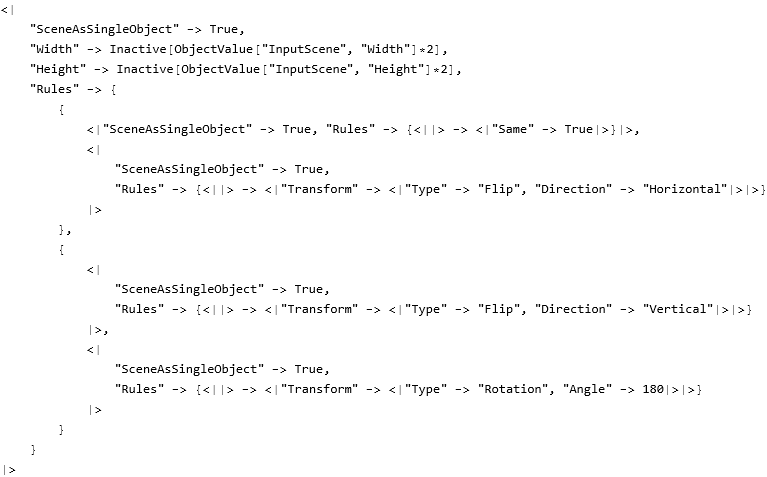 <|
    "SceneAsSingleObject" -> True,
    "Width" -> Inactive[ObjectValue["InputScene", "Width"]*2],
    "Height" -> Inactive[ObjectValue["InputScene", "Height"]*2],
    "Rules" -> {
        {
            <|"SceneAsSingleObject" -> True, "Rules" -> {<||> -> <|"Same" -> True|>}|>,
            <|
                "SceneAsSingleObject" -> True,
                "Rules" -> {<||> -> <|"Transform" -> <|"Type" -> "Flip", "Direction" -> "Horizontal"|>|>}
            |>
        },
        {
            <|
                "SceneAsSingleObject" -> True,
                "Rules" -> {<||> -> <|"Transform" -> <|"Type" -> "Flip", "Direction" -> "Vertical"|>|>}
            |>,
            <|
                "SceneAsSingleObject" -> True,
                "Rules" -> {<||> -> <|"Transform" -> <|"Type" -> "Rotation", "Angle" -> 180|>|>}
            |>
        }
    }
|>